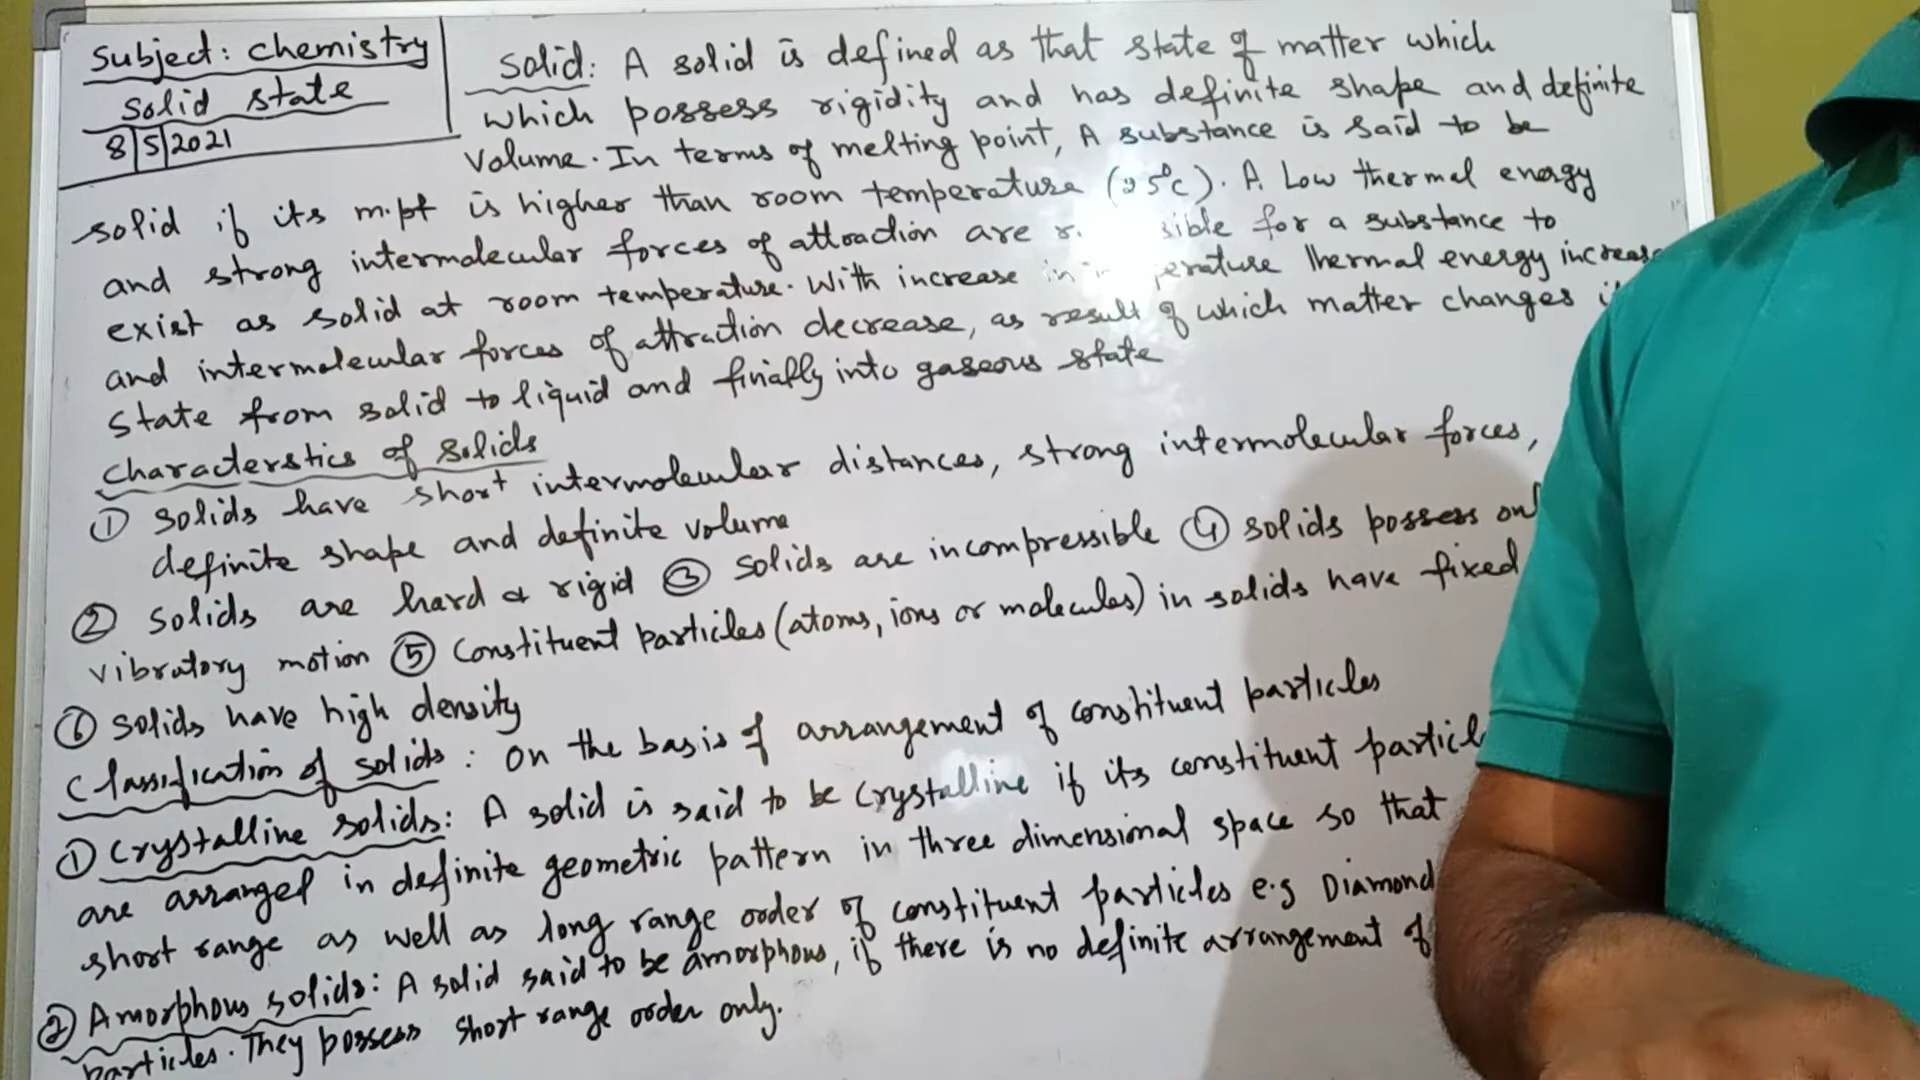 Subject: Chemistry
Solid state
8|5|2021
Solid: A solid is defined as that state of matter which
which possess rigidity and has definite shape and definite
Volume. In terms of melting point, A substance is said to be
solid if its m.pt is higher than room temperature (25°C). A Low thermal energy
and strong intermolecular forces of attraction are for a substance to
exist as solid at room temperature. With increase in thermal energy increase
and intermolecular forces of attraction decrease, as result of which matter changes
state from solid to liquid and finially into gaseous state
Characterstics of Solids
① Solids have short intermolecular distances, strong intermolecular forces,
definite shape and definite volume
② Solids are hard & rigid ③ Solids are incompressible ④ Solids possess
vibratory motion ⑤ Constituent particles (atoms, ions or molecules) in solids have fixed
⑥ Solids have high density
Classification of solids: On the basis of arrangement of constituent particles
① Crystalline solids: A solid is said to be Crystalline if its constituent
are arranged in definite geometric pattern in three dimensional space so that
short range as well as long range order of constituent particles e.g Diamond
② Amorphous solids: A solid said to be amorphous, if there is no definite arrangement of
particles. They possess short range order only.